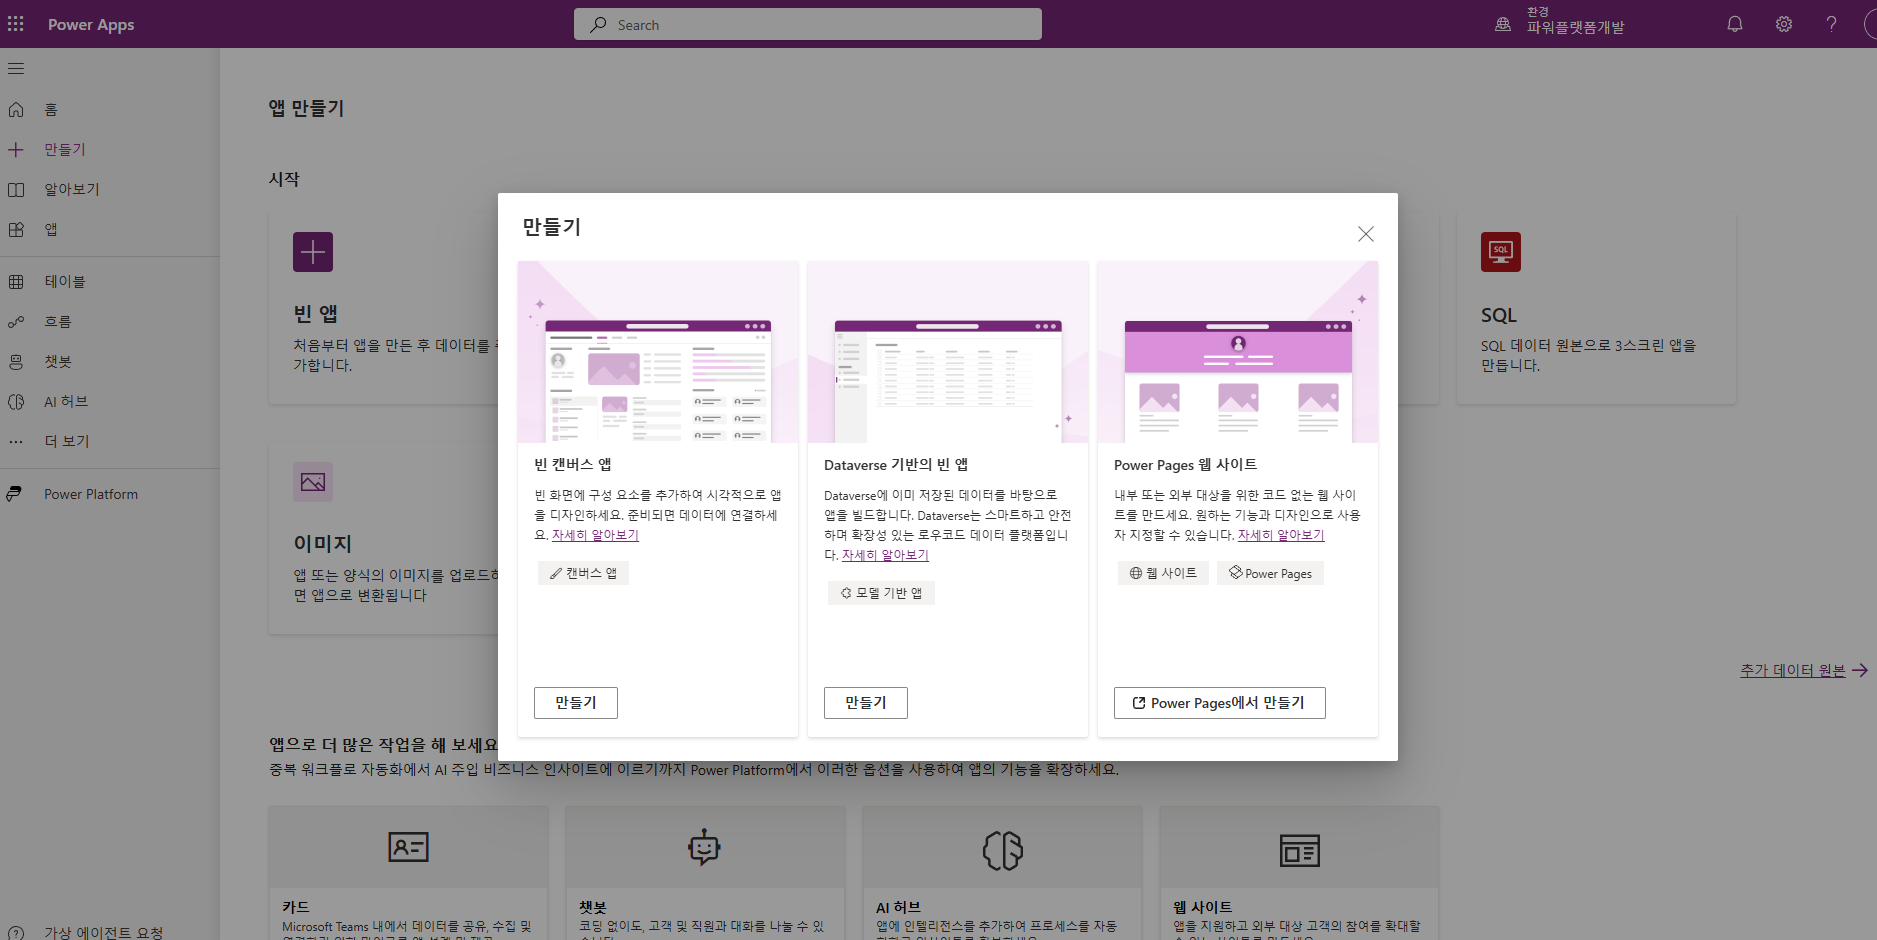 Power Apps
Search
환경
파워플랫폼개발
홈
만들기
알아보기
앱
테이블
흐름
챗봇
AI 허브
더 보기
Power Platform
가상 에이전트 요청
앱 만들기
시작
빈 앱
처음부터 앱을 만든 후 데이터를
가합니다.
SQL
SQL
SQL 데이터 원본으로 3스크린 앱을
만듭니다.
이미지
앱 또는 양식의 이미지를 업로드하
면 앱으로 변환됩니다
추가 데이터 원본
만들기
빈 캔버스 앱
빈 화면에 구성 요소를 추가하여 시각적으로 앱
을 디자인하세요. 준비되면 데이터에 연결하세
요. 자세히 알아보기
캔버스 앱
만들기
Dataverse 기반의 빈 앱
Dataverse에 이미 저장된 데이터를 바탕으로
앱을 빌드합니다. Dataverse는 스마트하고 안전
하며 확장성 있는 로우코드 데이터 플랫폼입니
다. 자세히 알아보기
모델 기반 앱
만들기
Power Pages 웹 사이트
내부 또는 외부 대상을 위한 코드 없는 웹 사이
트를 만드세요. 원하는 기능과 디자인으로 사용
자 지정할 수 있습니다. 자세히 알아보기
웹 사이트
Power Pages
Power Pages에서 만들기
앱으로 더 많은 작업을 해 보세요
중복 워크플로 자동화에서 AI 주입 비즈니스 인사이트에 이르기까지 Power Platform에서 이러한 옵션을 사용하여 앱의 기능을 확장하세요.
카드
Microsoft Teams 내에서 데이터를 공유, 수집 및
챗봇
코딩 없이도, 고객 및 직원과 대화를 나눌 수 있
AI 허브
앱에 인텔리전스를 추가하여 프로세스를 자동
웹 사이트
앱을 지원하고 외부 대상 고객의 참여를 확대할